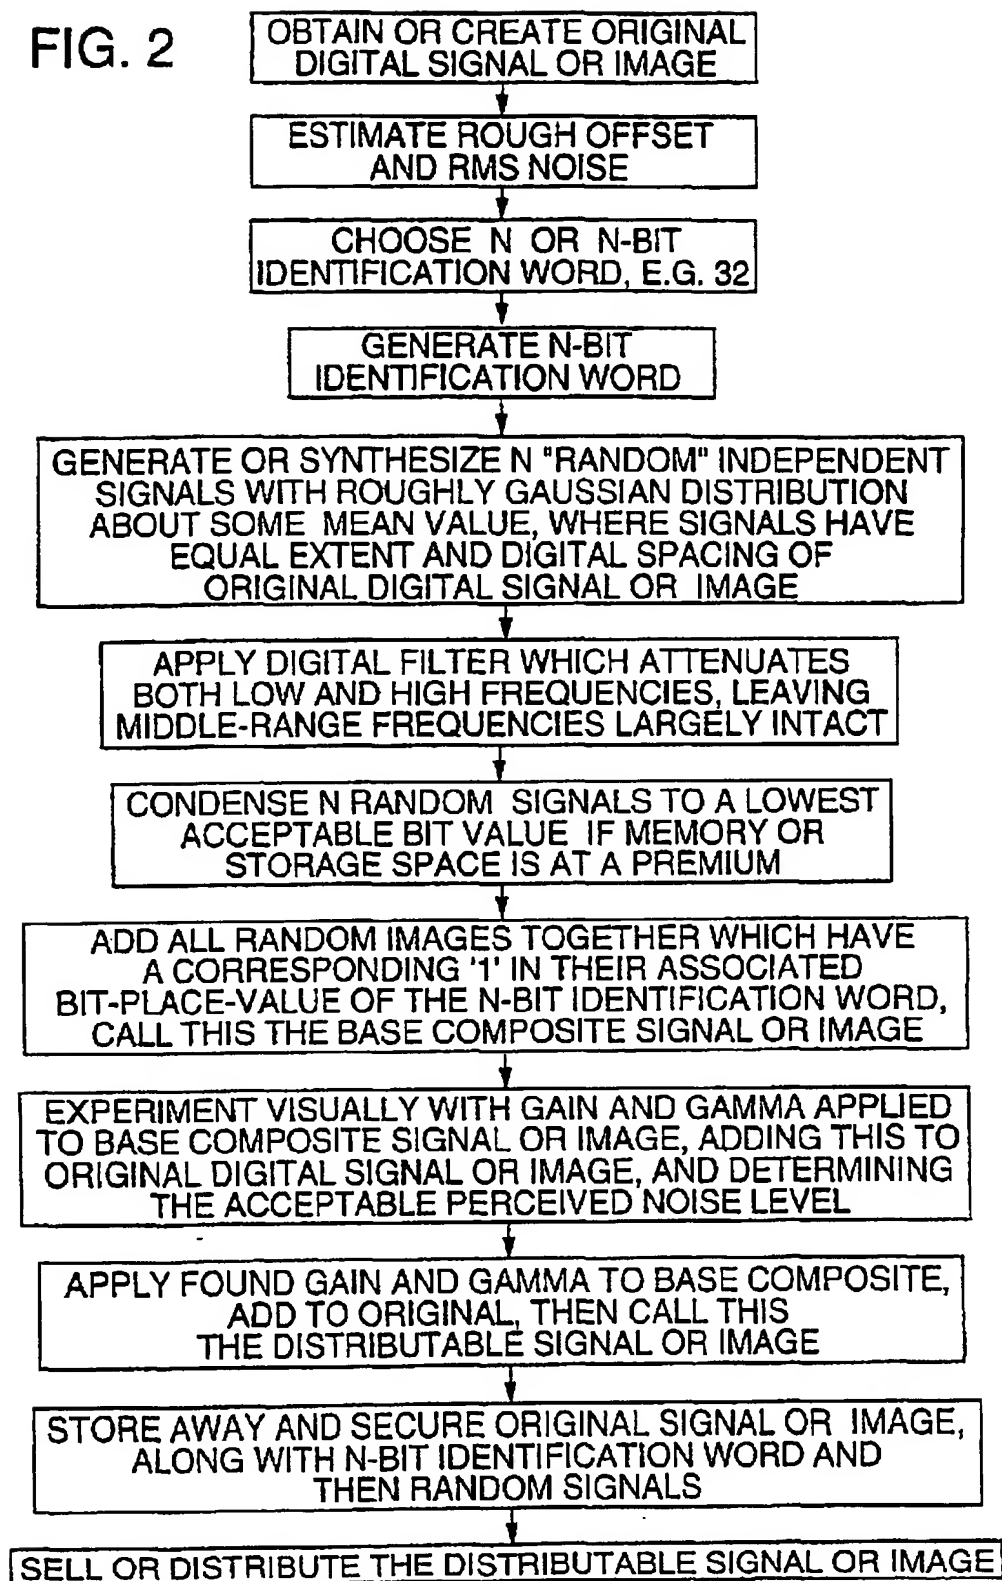 FIG. 2
OBTAIN OR CREATE ORIGINAL
DIGITAL SIGNAL OR IMAGE
ESTIMATE ROUGH OFFSET
AND RMS NOISE
CHOOSE N OR N-BIT
IDENTIFICATION WORD, E.G. 32
GENERATE N-BIT
IDENTIFICATION WORD
GENERATE OR SYNTHESIZE N "RANDOM" INDEPENDENT
SIGNALS WITH ROUGHLY GAUSSIAN DISTRIBUTION
ABOUT SOME MEAN VALUE, WHERE SIGNALS HAVE
EQUAL EXTENT AND DIGITAL SPACING OF
ORIGINAL DIGITAL SIGNAL OR IMAGE
APPLY DIGITAL FILTER WHICH ATTENUATES
BOTH LOW AND HIGH FREQUENCIES, LEAVING
MIDDLE-RANGE FREQUENCIES LARGELY INTACT
CONDENSE N RANDOM SIGNALS TO A LOWEST
ACCEPTABLE BIT VALUE IF MEMORY OR
STORAGE SPACE IS AT A PREMIUM
ADD ALL RANDOM IMAGES TOGETHER WHICH HAVE
A CORRESPONDING '1' IN THEIR ASSOCIATED
BIT-PLACE-VALUE OF THE N-BIT IDENTIFICATION WORD,
CALL THIS THE BASE COMPOSITE SIGNAL OR IMAGE
EXPERIMENT VISUALLY WITH GAIN AND GAMMA APPLIED
TO BASE COMPOSITE SIGNAL OR IMAGE, ADDING THIS TO
ORIGINAL DIGITAL SIGNAL OR IMAGE, AND DETERMINING
THE ACCEPTABLE PERCEIVED NOISE LEVEL
APPLY FOUND GAIN AND GAMMA TO BASE COMPOSITE,
ADD TO ORIGINAL, THEN CALL THIS
THE DISTRIBUTABLE SIGNAL OR IMAGE
STORE AWAY AND SECURE ORIGINAL SIGNAL OR IMAGE,
ALONG WITH N-BIT IDENTIFICATION WORD AND
THEN RANDOM SIGNALS
SELL OR DISTRIBUTE THE DISTRIBUTABLE SIGNAL OR IMAGE